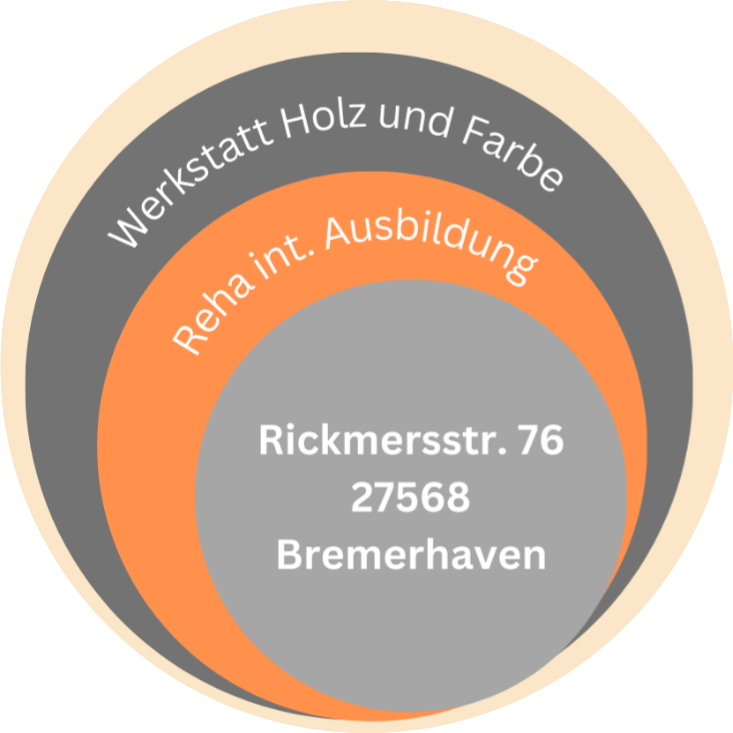 Werkstatt Holz und Farbe
Reha int. Ausbildung
Rickmersstr. 76
27568
Bremerhaven